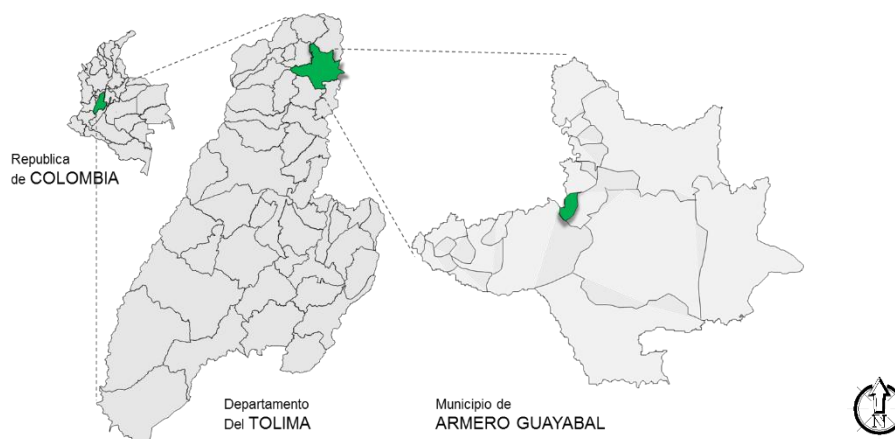 Republica
de COLOMBIA
Departamento
Del TOLIMA
Municipio de
ARMERO GUAYABAL
N